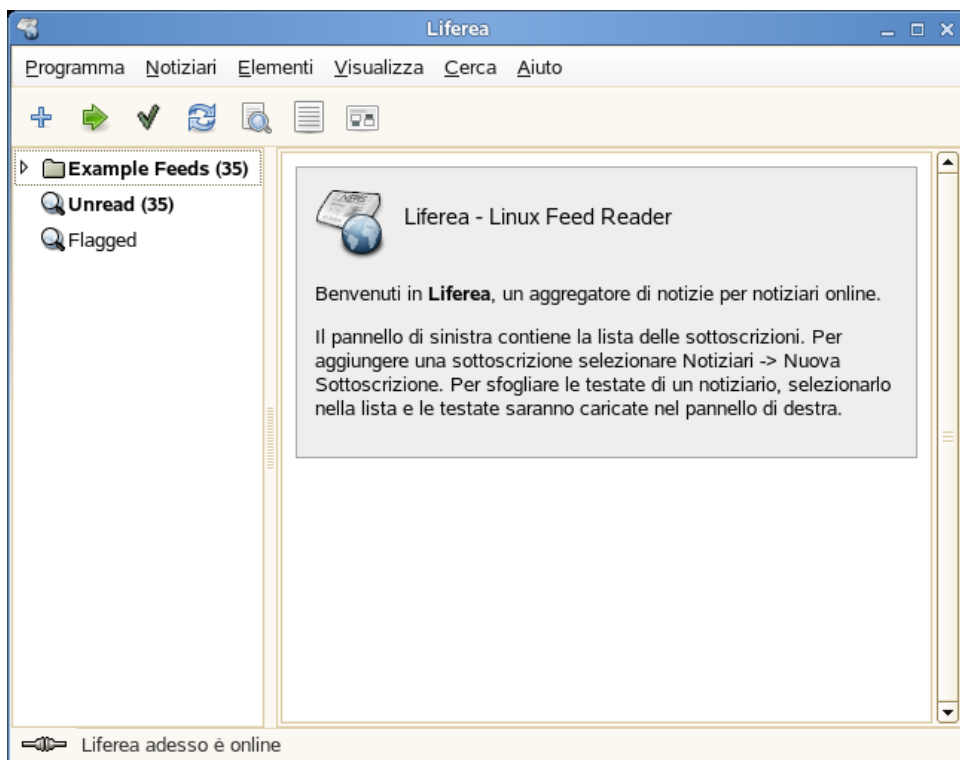 Liferea
Programma Notiziari Elementi Visualizza Cerca Aiuto
Example Feeds (35)
Unread (35)
Flagged
NEWS
Liferea - Linux Feed Reader
Benvenuti in Liferea, un aggregatore di notizie per notiziari online.
Il pannello di sinistra contiene la lista delle sottoscrizioni. Per
aggiungere una sottoscrizione selezionare Notiziari -> Nuova
Sottoscrizione. Per sfogliare le testate di un notiziario, selezionarlo
nella lista e le testate saranno caricate nel pannello di destra.
Liferea adesso è online